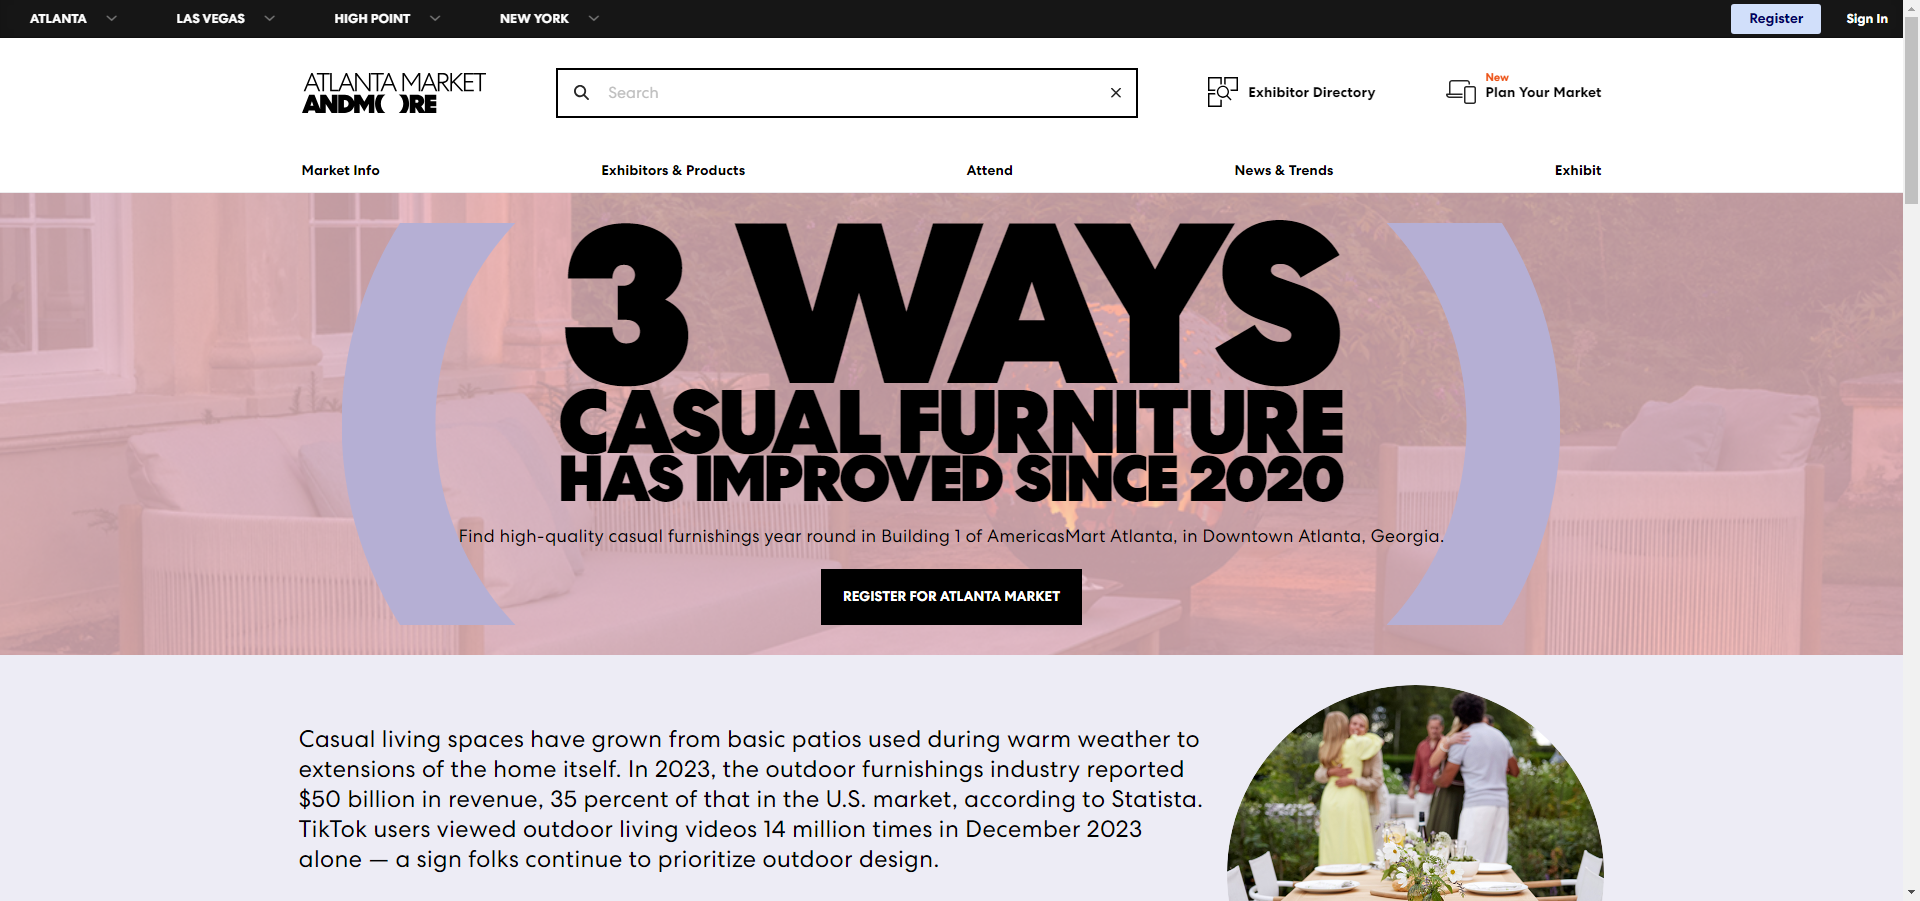 ATLANTA
LAS VEGAS
HIGH POINT
NEW YORK
Register
Sign In
ATLANTA MARKET
ANDMORE
Search
Exhibitor Directory
New
Plan Your Market
Market Info
Exhibitors & Products
Attend
News & Trends
Exhibit
3 WAYS
CASUAL FURNITURE
HAS IMPROVED SINCE 2020
Find high-quality casual furnishings year round in Building 1 of AmericasMart Atlanta, in Downtown Atlanta, Georgia.
REGISTER FOR ATLANTA MARKET
Casual living spaces have grown from basic patios used during warm weather to
extensions of the home itself. In 2023, the outdoor furnishings industry reported
$50 billion in revenue, 35 percent of that in the U.S. market, according to Statista.
TikTok users viewed outdoor living videos 14 million times in December 2023
alone — a sign folks continue to prioritize outdoor design.